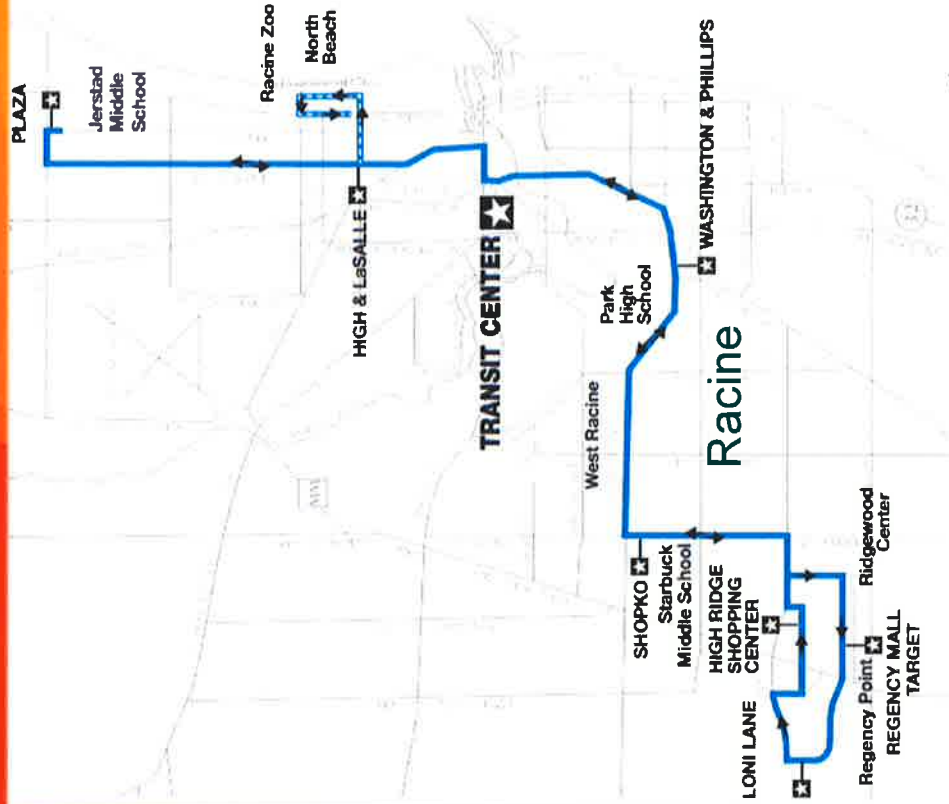 PLAZA
Jerstad
Middle
School
Racine Zoo
North
Beach
HIGH & LaSALLE
TRANSIT CENTER
WASHINGTON & PHILLIPS
Park
High
School
West Racine
Racine
SHOPKO
Starbuck
Middle School
HIGH RIDGE
SHOPPING
CENTER
Ridgewood
Center
LONI LANE
Regency Point
REGENCY MALL
TARGET